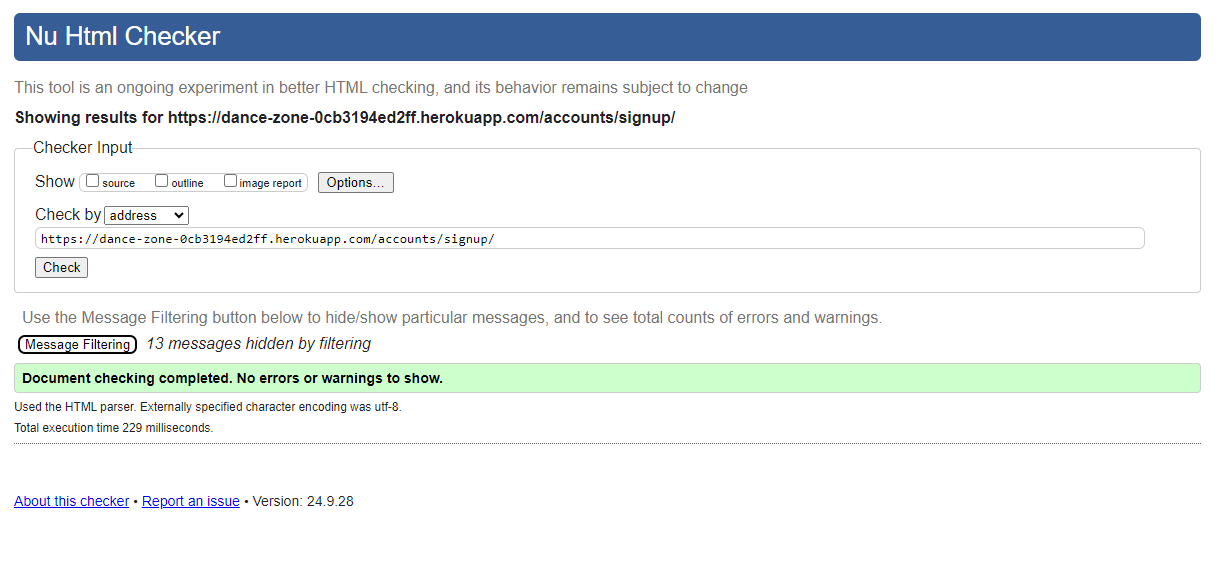 Nu Html Checker
This tool is an ongoing experiment in better HTML checking, and its behavior remains subject to change
Showing results for https://dance-zone-0cb3194ed2ff.herokuapp.com/accounts/signup/
Checker Input
Show source outline image report Options...
Check by address
https://dance-zone-0cb3194ed2ff.herokuapp.com/accounts/signup/
Check
Use the Message Filtering button below to hide/show particular messages, and to see total counts of errors and warnings.
Message Filtering 13 messages hidden by filtering
Document checking completed. No errors or warnings to show.
Used the HTML parser. Externally specified character encoding was utf-8.
Total execution time 229 milliseconds.
About this checker • Report an issue • Version: 24.9.28